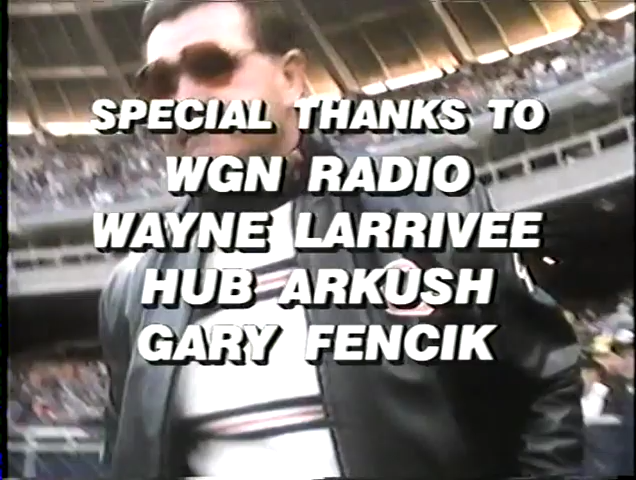 SPECIAL THANKS TO
WGN RADIO
WAYNE LARRIVEE
HUB ARKUSH
GARY FENCIK